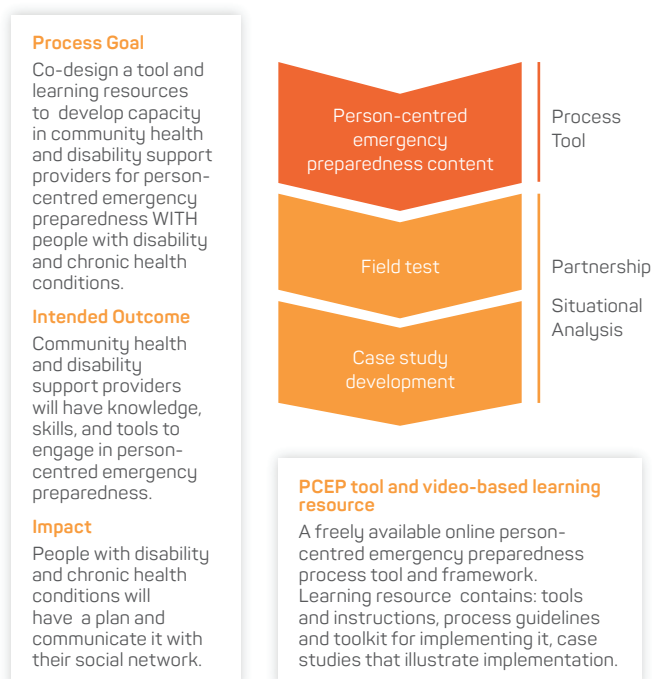 Process Goal
Co-design a tool and
learning resources
to develop capacity
in community health
and disability support
providers for person-
centred emergency
preparedness WITH
people with disability
and chronic health
conditions.
Intended Outcome
Community health
and disability
support providers
will have knowledge,
skills, and tools to
engage in person-
centred emergency
preparedness.
Impact
People with disability
and chronic health
conditions will
have a plan and
communicate it with
their social network.
Person-centred
emergency
preparedness content
Process
Tool
Field test
Case study
development
Partnership
Situational
Analysis
PCEP tool and video-based learning
resource
A freely available online person-
centred emergency preparedness
process tool and framework.
Learning resource contains: tools
and instructions, process guidelines
and toolkit for implementing it, case
studies that illustrate implementation.